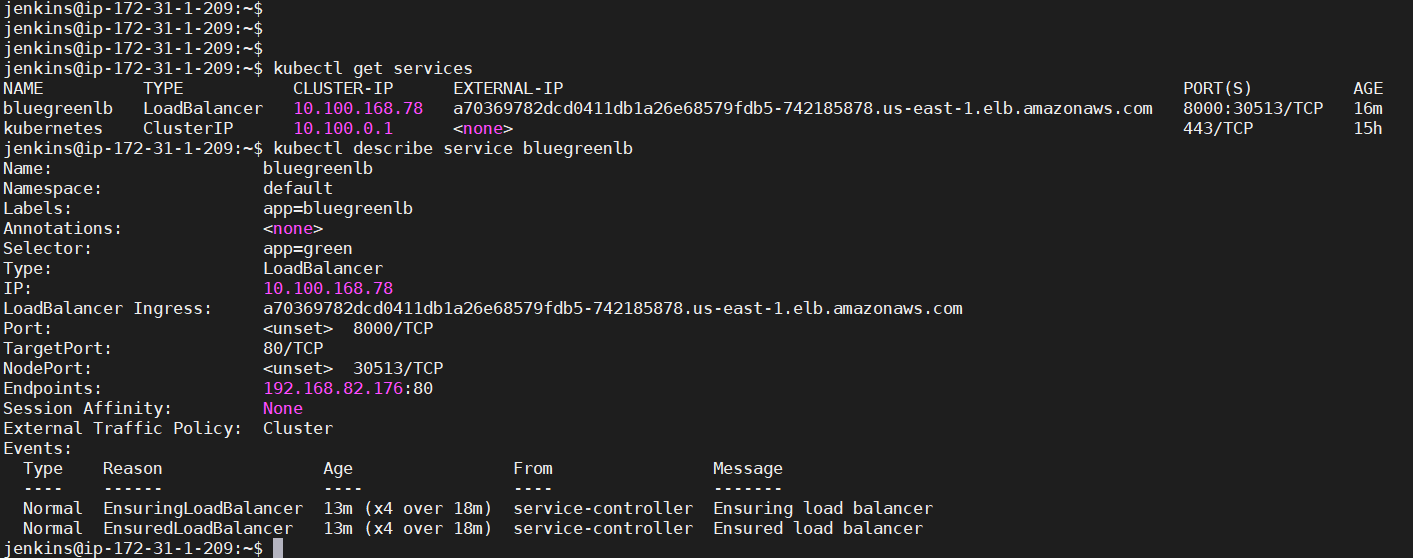 jenkins@ip-172-31-1-209:~$
jenkins@ip-172-31-1-209:~$
jenkins@ip-172-31-1-209:~$
jenkins@ip-172-31-1-209:~$ kubectl get services
NAME          TYPE           CLUSTER-IP      EXTERNAL-IP                                                              PORT(S)          AGE
bluegreenlb   LoadBalancer   10.100.168.78   a70369782dcd0411db1a26e68579fdb5-742185878.us-east-1.elb.amazonaws.com   8000:30513/TCP   16m
kubernetes    ClusterIP      10.100.0.1      <none>                                                                   443/TCP          15h
jenkins@ip-172-31-1-209:~$ kubectl describe service bluegreenlb
Name:                     bluegreenlb
Namespace:                default
Labels:                   app=bluegreenlb
Annotations:              <none>
Selector:                 app=green
Type:                     LoadBalancer
IP:                       10.100.168.78
LoadBalancer Ingress:     a70369782dcd0411db1a26e68579fdb5-742185878.us-east-1.elb.amazonaws.com
Port:                     <unset>  8000/TCP
TargetPort:               80/TCP
NodePort:                 <unset>  30513/TCP
Endpoints:                192.168.82.176:80
Session Affinity:         None
External Traffic Policy:  Cluster
Events:
  Type    Reason                Age                 From                Message
  ----    ------                ----                ----                -------
  Normal  EnsuringLoadBalancer  13m (x4 over 18m)  service-controller  Ensuring load balancer
  Normal  EnsuredLoadBalancer   13m (x4 over 18m)  service-controller  Ensured load balancer
jenkins@ip-172-31-1-209:~$